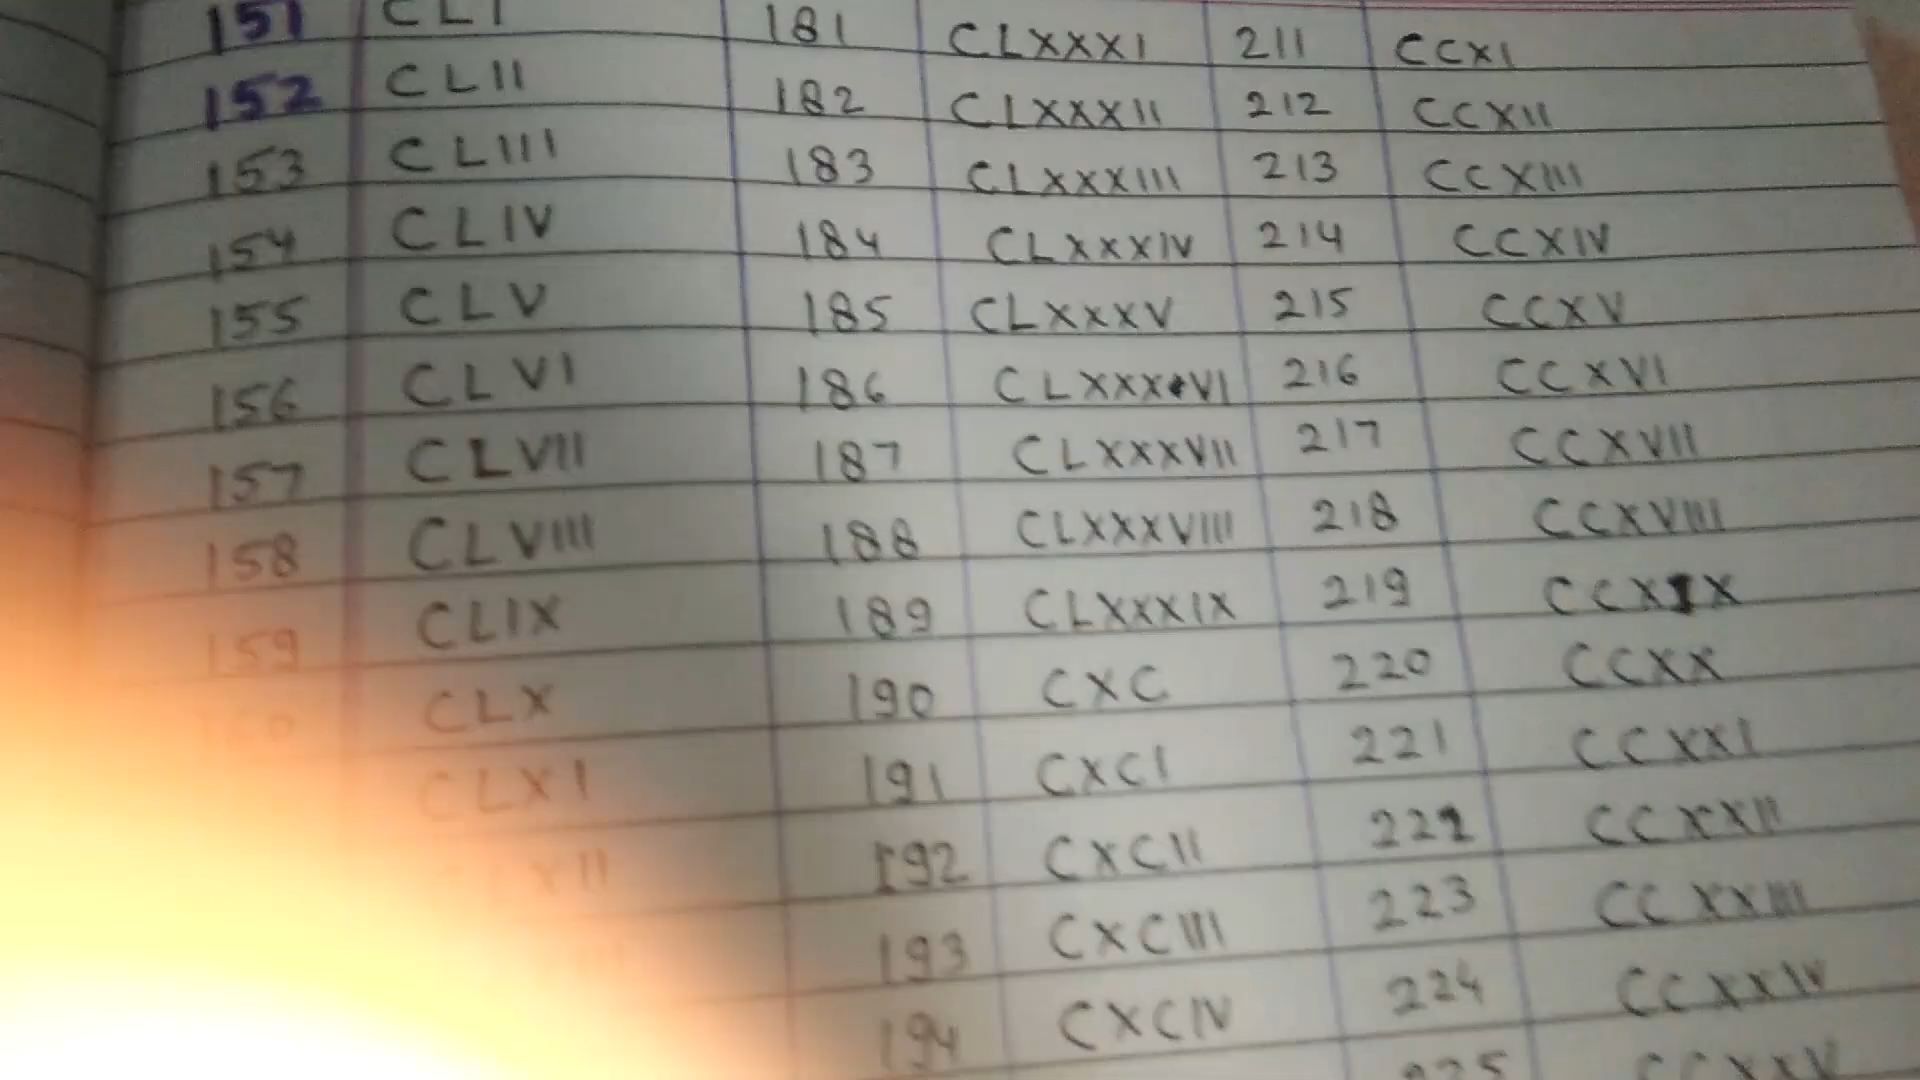 151 CLI 181 CLXXXI 211 CCXI
152 CLII 182 CLXXXII 212 CCXII
153 CLIII 183 CLXXXIII 213 CCXIII
154 CLIV 184 CLXXXIV 214 CCXIV
155 CLV 185 CLXXXV 215 CCXV
156 CLVI 186 CLXXXVI 216 CCXVI
157 CLVII 187 CLXXXVII 217 CCXVII
158 CLVIII 188 CLXXXVIII 218 CCXVIII
159 CLIX 189 CLXXXIX 219 CCXIX
160 CLX 190 CXC 220 CCXX
CLXI 191 CXCI 221 CCXXI
192 CXCII 222 CCXXII
193 CXCIII 223 CCXXIII
194 CXCIV 224 CCXXIV
225 CCXXV